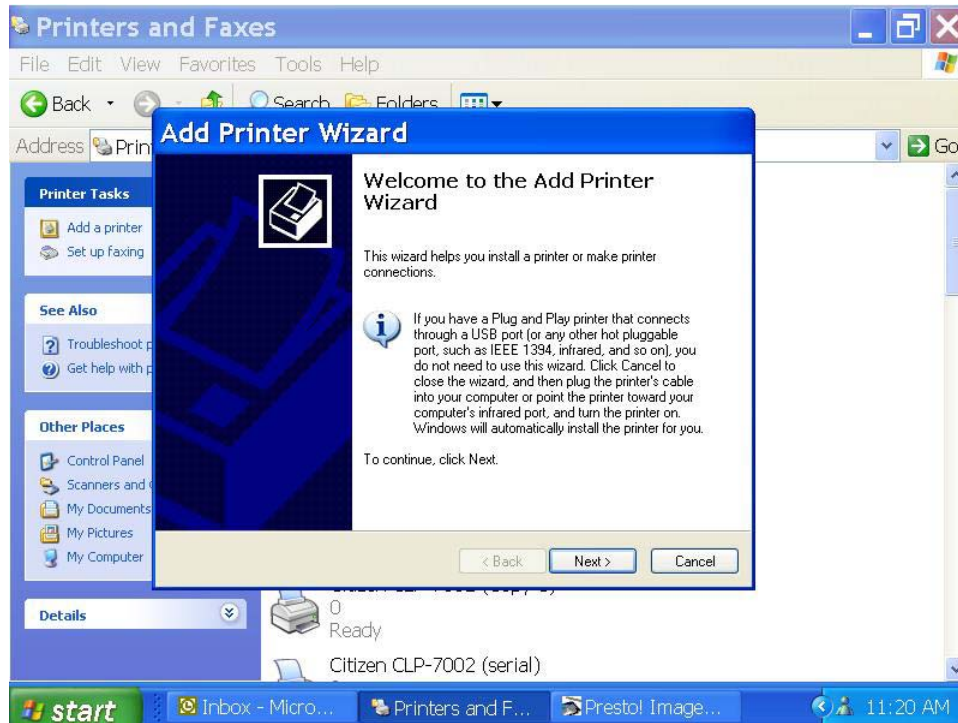 Printers and Faxes
File Edit View Favorites Tools Help
Back Search Folders
Address Go
Add Printer Wizard
Printer Tasks
Add a printer
Set up faxing
See Also
Troubleshoot
Get help with
Other Places
Control Panel
Scanners and
My Documents
My Pictures
My Computer
Details
Welcome to the Add Printer
Wizard
This wizard helps you install a printer or make printer
connections.
If you have a Plug and Play printer that connects
through a USB port (or any other hot pluggable
port, such as IEEE 1394, infrared, and so on), you
do not need to use this wizard. Click Cancel to
close the wizard, and then plug the printer's cable
into your computer or point the printer toward your
computer's infrared port, and turn the printer on.
Windows will automatically install the printer for you.
To continue, click Next.
< Back Next > Cancel
0
Ready
Citizen CLP-7002 (serial)
start Inbox - Micro... Printers and F... Presto! Image... 11:20 AM